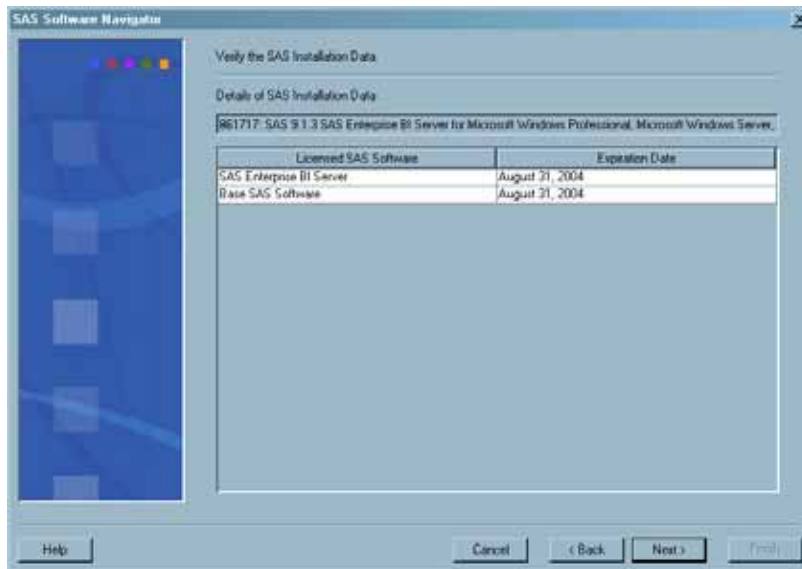 SAS Software Navigator
Verify the SAS Installation Data
Details of SAS Installation Data
861717: SAS 9.1.3 SAS Enterprise BI Server for Microsoft Windows Professional, Microsoft Windows Server,
Licensed SAS Software Expiration Date
SAS Enterprise BI Server August 31, 2004
Base SAS Software August 31, 2004
Help Cancel < Back Next > Finish